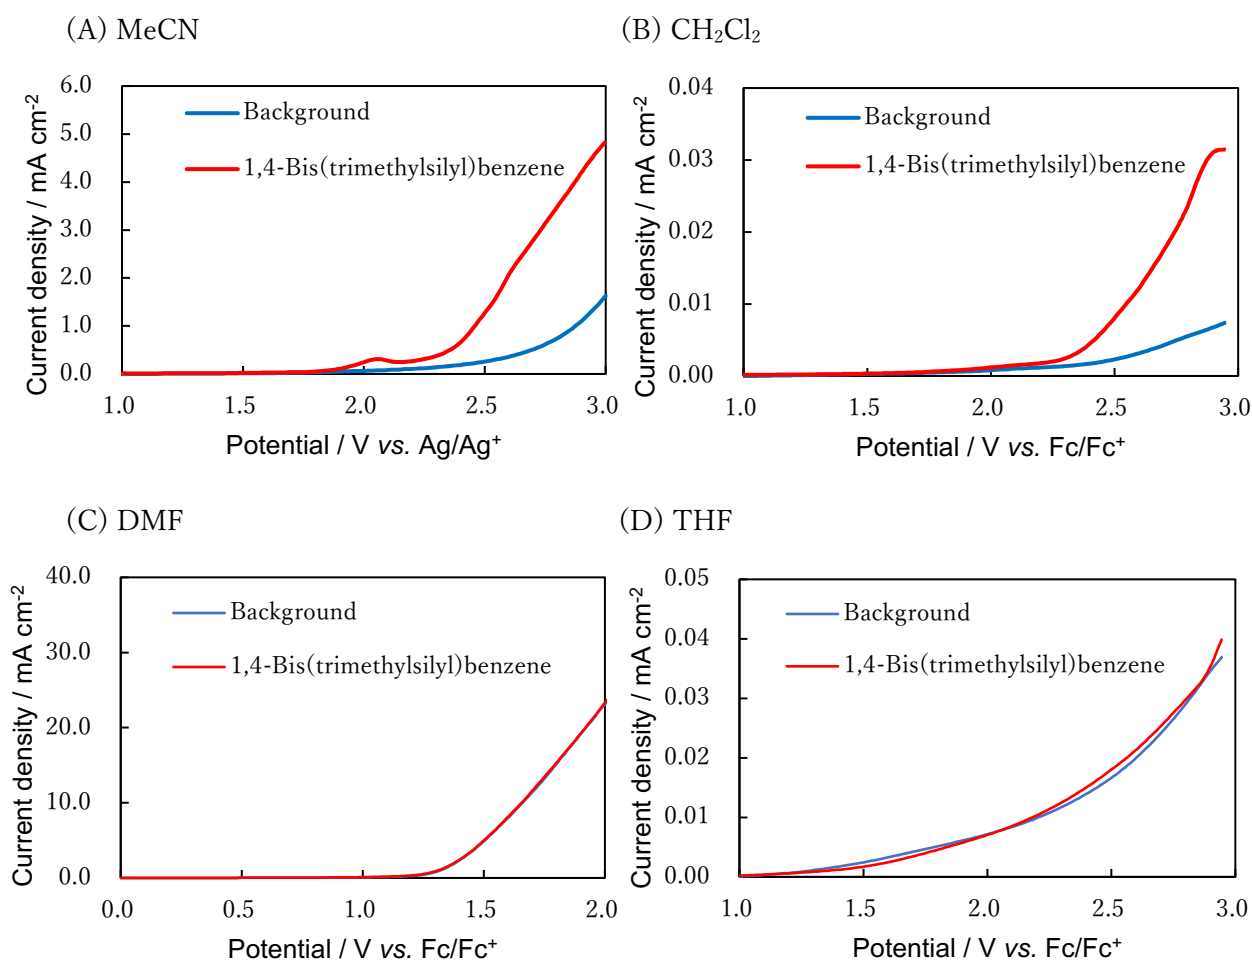 (A) MeCN
6.0
5.0
4.0
3.0
2.0
1.0
0.0
Current density / mA cm-2
Background
1,4-Bis(trimethylsilyl)benzene
1.0 1.5 2.0 2.5 3.0
Potential / V vs. Ag/Ag+
(B) CH2Cl2
0.04
0.03
0.02
0.01
0.00
Current density / mA cm-2
Background
1,4-Bis(trimethylsilyl)benzene
1.0 1.5 2.0 2.5 3.0
Potential / V vs. Fc/Fc+
(C) DMF
40.0
30.0
20.0
10.0
0.0
Current density / mA cm-2
Background
1,4-Bis(trimethylsilyl)benzene
0.0 0.5 1.0 1.5 2.0
Potential / V vs. Fc/Fc+
(D) THF
0.05
0.04
0.03
0.02
0.01
0.00
Current density / mA cm-2
Background
1,4-Bis(trimethylsilyl)benzene
1.0 1.5 2.0 2.5 3.0
Potential / V vs. Fc/Fc+